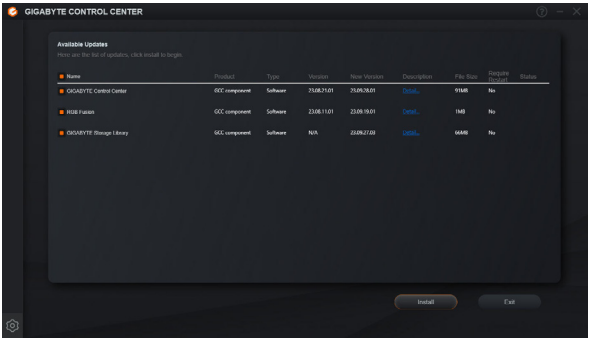 GIGABYTE CONTROL CENTER
Available Updates
Here are the list of updates, click install to begin.
Name Product Type Version New Version Description File Size Require Restart Status
GIGABYTE Control Center GCC component Software 23.08.21.01 23.09.28.01 Detail... 91MB No
RGB Fusion GCC component Software 23.08.11.01 23.09.19.01 Detail... 1MB No
GIGABYTE Storage Library GCC component Software N/A 23.09.27.03 Detail... 66MB No
Install Exit